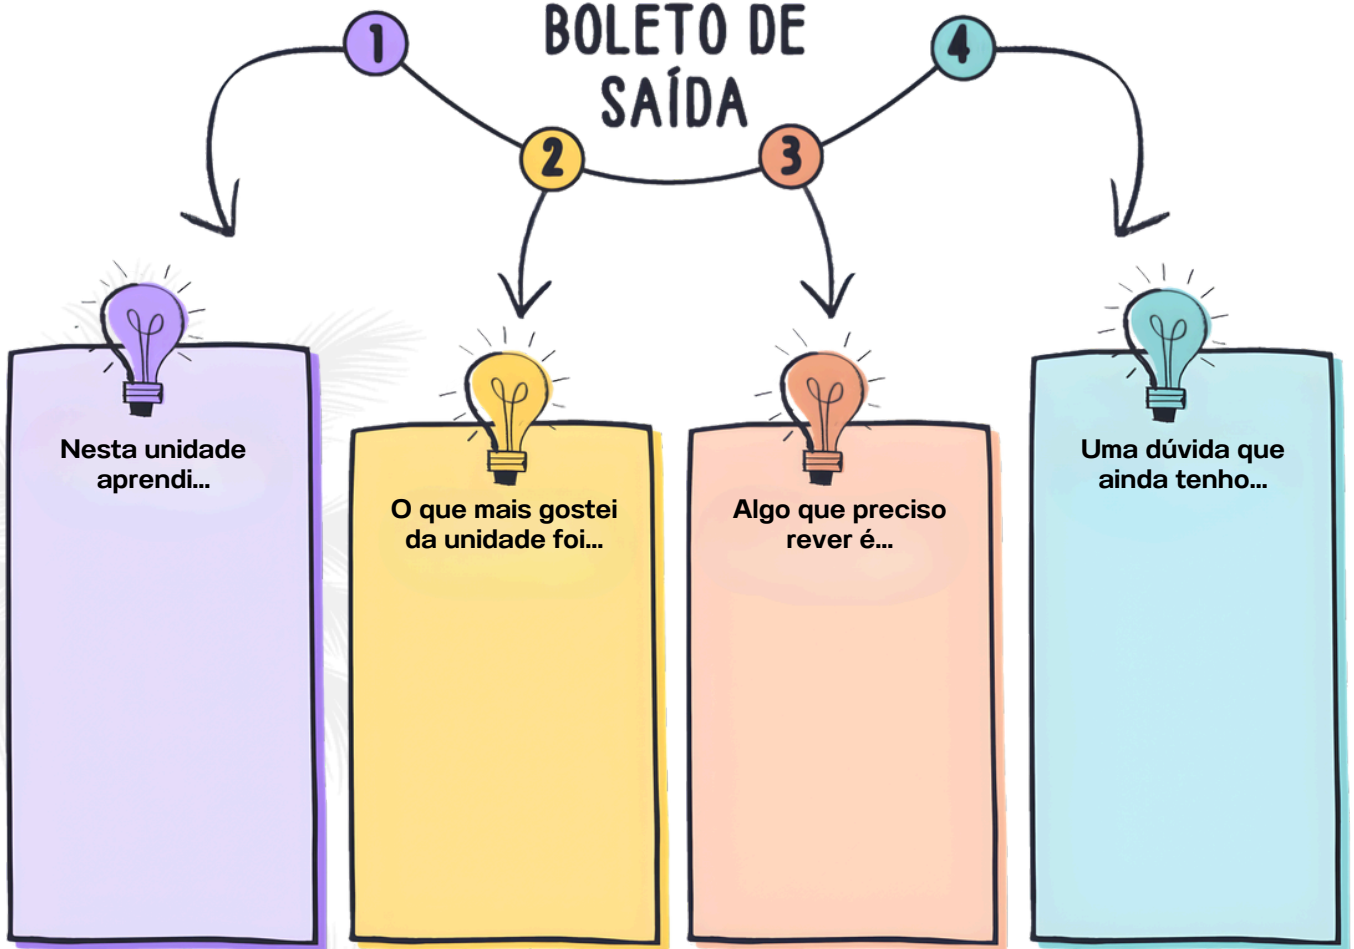 BOLETO DE
SAÍDA
1
2
3
4
Nesta unidade
aprendi...
O que mais gostei
da unidade foi...
Algo que preciso
rever é...
Uma dúvida que
ainda tenho...